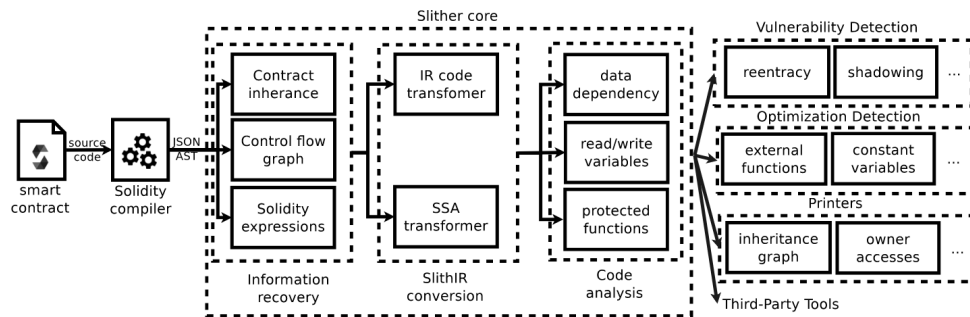 Slither core
Vulnerability Detection
reentracy
shadowing
...
Contract
inherance
IR code
transfomer
data
dependency
Optimization Detection
source
code
JSON
AST
Control flow
graph
read/write
variables
external
functions
constant
variables
...
smart
contract
Solidity
compiler
Solidity
expressions
SSA
transformer
protected
functions
Printers
inheritance
graph
owner
accesses
...
Information
recovery
SlithIR
conversion
Code
analysis
Third-Party Tools